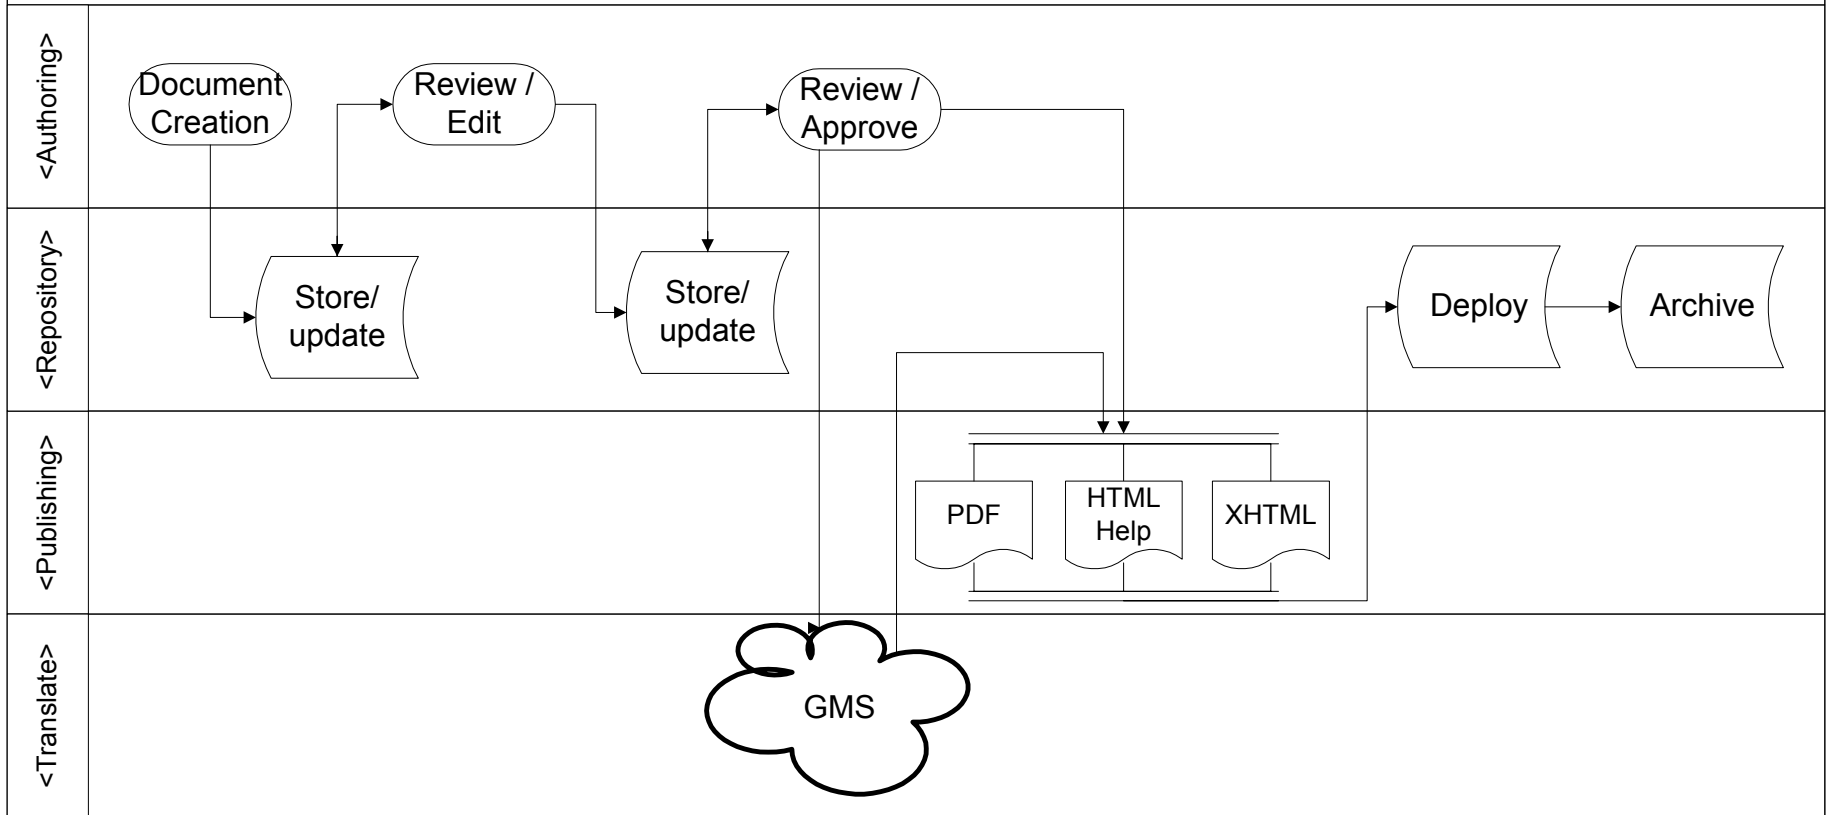 <Authoring>
Document
Creation
Review /
Edit
Review /
Approve
<Repository>
Store/
update
Store/
update
Deploy
Archive
<Publishing>
PDF
HTML
Help
XHTML
<Translate>
GMS